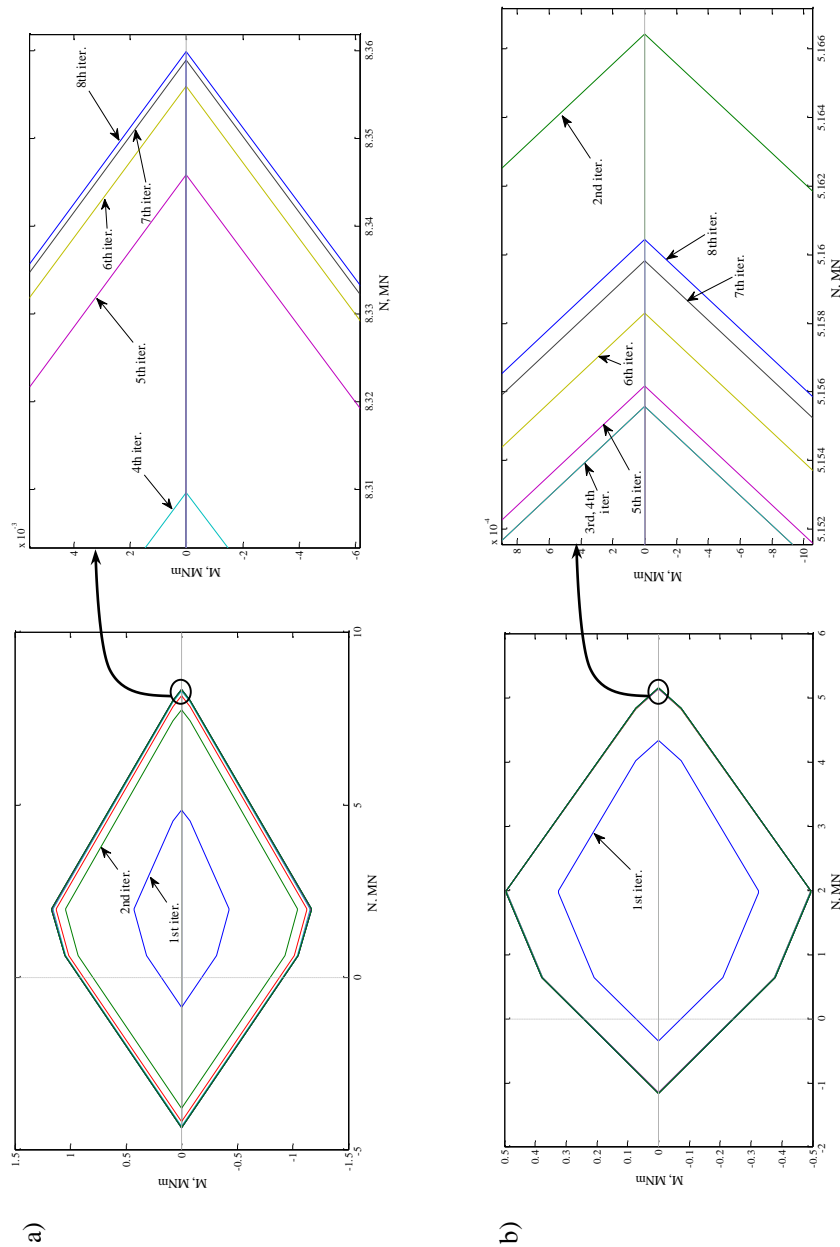 a)
M, MNm
1.5
1
0.5
0
-0.5
-1
-1.5
-5
0
5
10
N, MN
1st iter.
2nd iter.
x 10-3
M, MNm
4
2
0
-2
-4
-6
8.31
8.32
8.33
8.34
8.35
8.36
N, MN
4th iter.
5th iter.
6th iter.
7th iter.
8th iter.
b)
M, MNm
0.5
0.4
0.3
0.2
0.1
0
-0.1
-0.2
-0.3
-0.4
-0.5
-2
-1
0
1
2
3
4
5
6
N, MN
1st iter.
x 10-4
M, MNm
8
6
4
2
0
-2
-4
-6
-8
-10
5.152
5.154
5.156
5.158
5.16
5.162
5.164
5.166
N, MN
3rd, 4th
iter.
5th iter.
6th iter.
7th iter.
8th iter.
2nd iter.